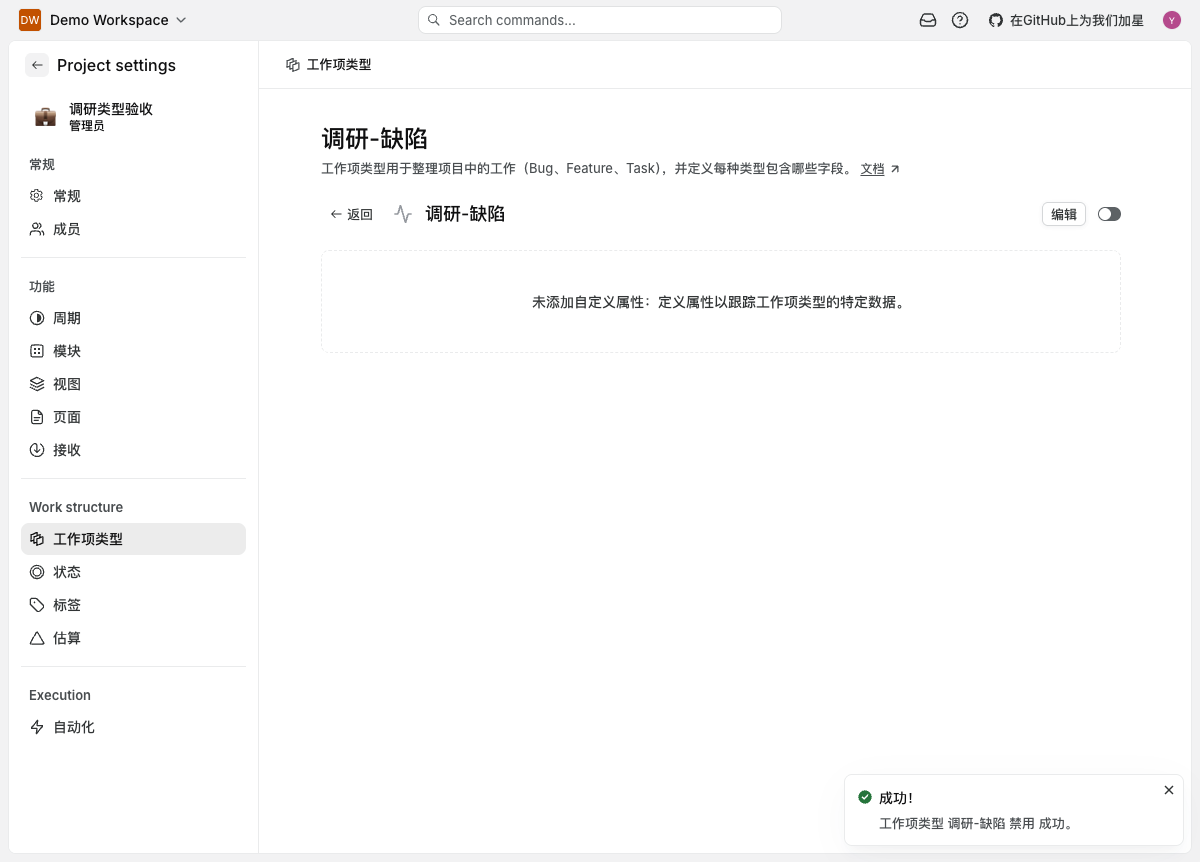 DW Demo Workspace
Search commands...
在GitHub上为我们加星
Y
Project settings
调研类型验收
管理员
常规
常规
成员
功能
周期
模块
视图
页面
接收
Work structure
工作项类型
状态
标签
估算
Execution
自动化
工作项类型
调研-缺陷
工作项类型用于整理项目中的工作（Bug、Feature、Task），并定义每种类型包含哪些字段。 文档
返回
调研-缺陷
编辑
未添加自定义属性：定义属性以跟踪工作项类型的特定数据。
成功！
工作项类型 调研-缺陷 禁用 成功。